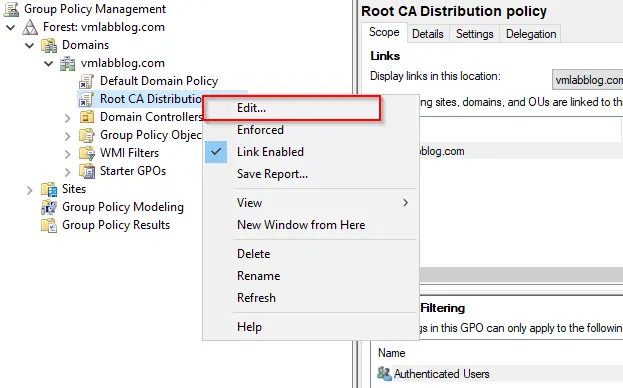 Group Policy Management
Forest: vmlabblog.com
Domains
vmlabblog.com
Default Domain Policy
Root CA Distribution
Domain Controllers
Group Policy Objec
WMI Filters
Starter GPOs
Sites
Group Policy Modeling
Group Policy Results
Edit...
Enforced
Link Enabled
Save Report...
View
New Window from Here
Delete
Rename
Refresh
Help
Root CA Distribution policy
Scope Details Settings Delegation
Links
Display links in this location: vmlabblog.com
ng sites, domains, and OUs are linked to thi
blog.com
Filtering
gs in this GPO can only apply to the following
Name
Authenticated Users